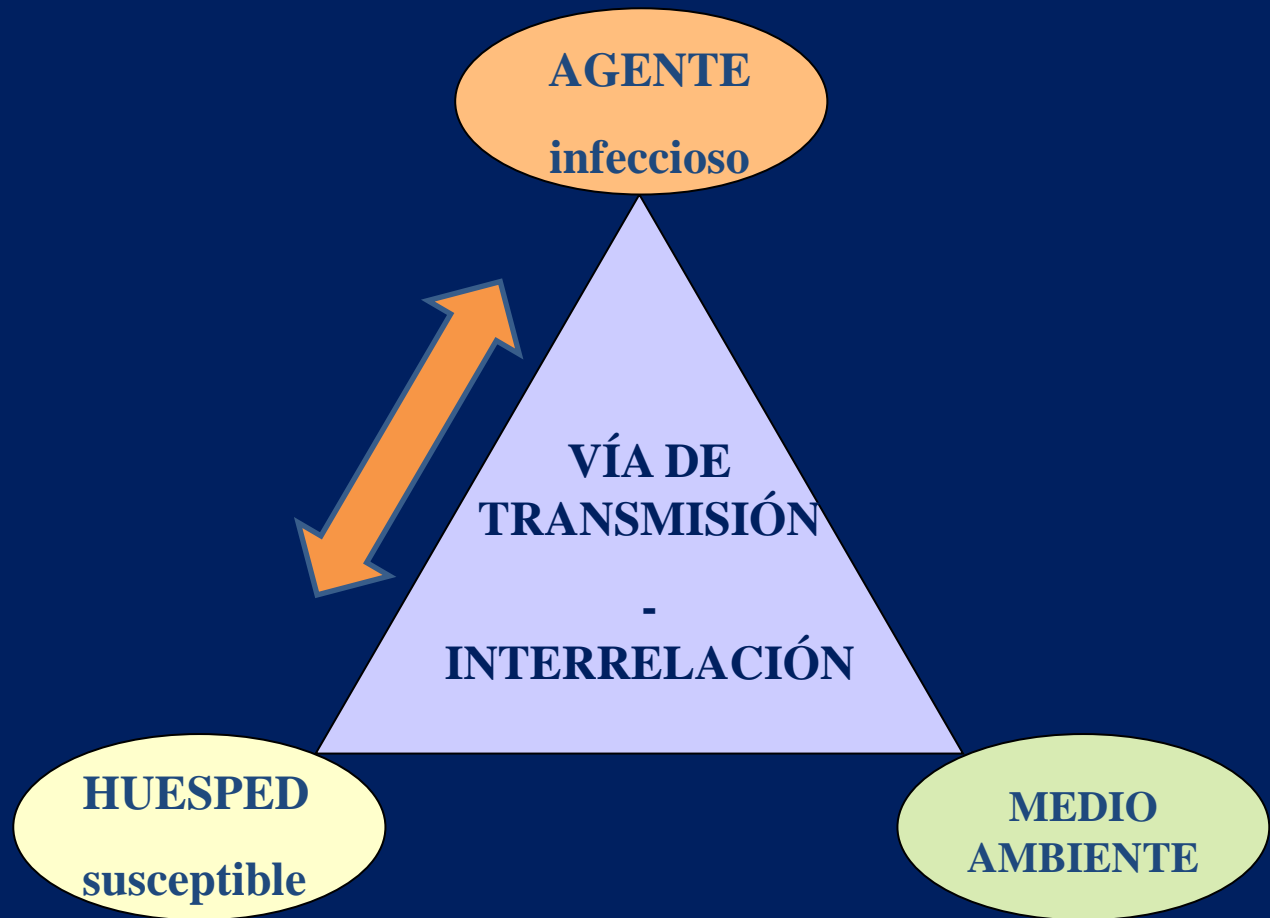 AGENTE
infeccioso
VÍA DE
TRANSMISIÓN
-
INTERRELACIÓN
HUESPED
susceptible
MEDIO
AMBIENTE